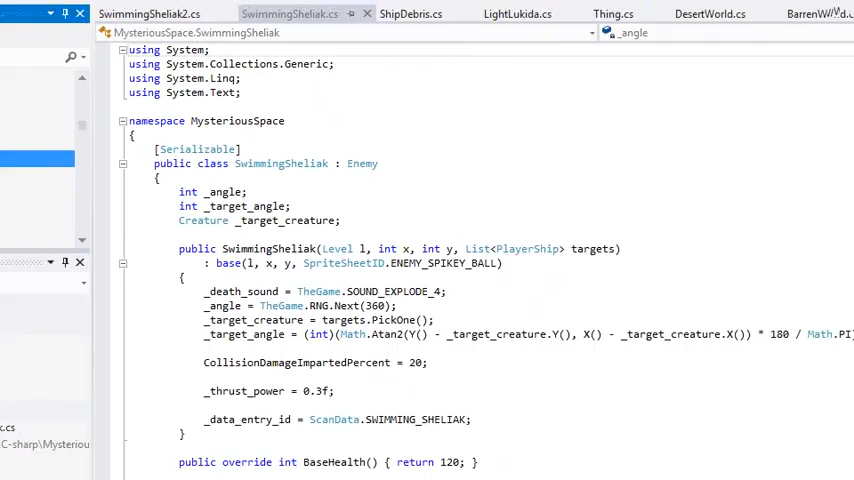 SwimmingSheliak2.cs SwimmingSheliak.cs ShipDebris.cs LightLukida.cs Thing.cs DesertWorld.cs
MysteriousSpace.SwimmingSheliak _angle
using System;
using System.Collections.Generic;
using System.Linq;
using System.Text;
namespace MysteriousSpace
{
[Serializable]
public class SwimmingSheliak : Enemy
{
int _angle;
int _target_angle;
Creature _target_creature;
public SwimmingSheliak(Level l, int x, int y, List<PlayerShip> targets)
: base(l, x, y, SpriteSheetID.ENEMY_SPIKEY_BALL)
{
_death_sound = TheGame.SOUND_EXPLODE_4;
_angle = TheGame.RNG.Next(360);
_target_creature = targets.PickOne();
_target_angle = (int)(Math.Atan2(Y() - _target_creature.Y(), X() - _target_creature.X()) * 180 / Math.PI
CollisionDamageImpartedPercent = 20;
_thrust_power = 0.3f;
k.cs
_data_entry_id = ScanData.SWIMMING_SHELIAK;
}
C-sharp\Mysteriou
public override int BaseHealth() { return 120; }